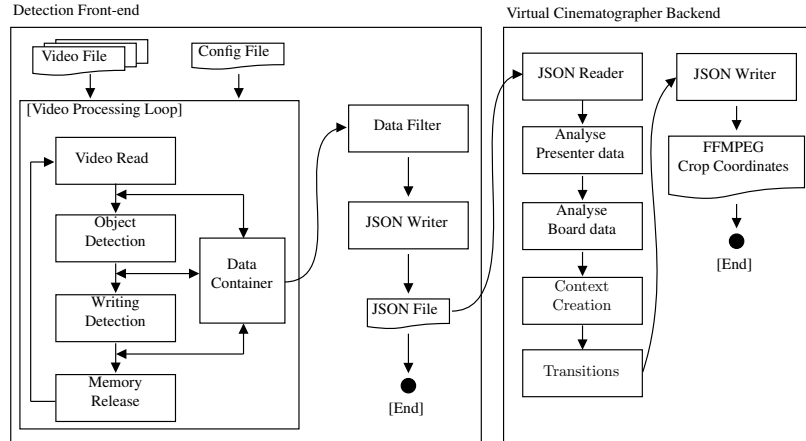 Detection Front-end
Video File
Config File
[Video Processing Loop]
Video Read
Object
Detection
Writing
Detection
Memory
Release
Data
Container
Data Filter
JSON Writer
JSON File
[End]
Virtual Cinematographer Backend
JSON Reader
Analyse
Presenter data
Analyse
Board data
Context
Creation
Transitions
JSON Writer
FFMPEG
Crop Coordinates
[End]